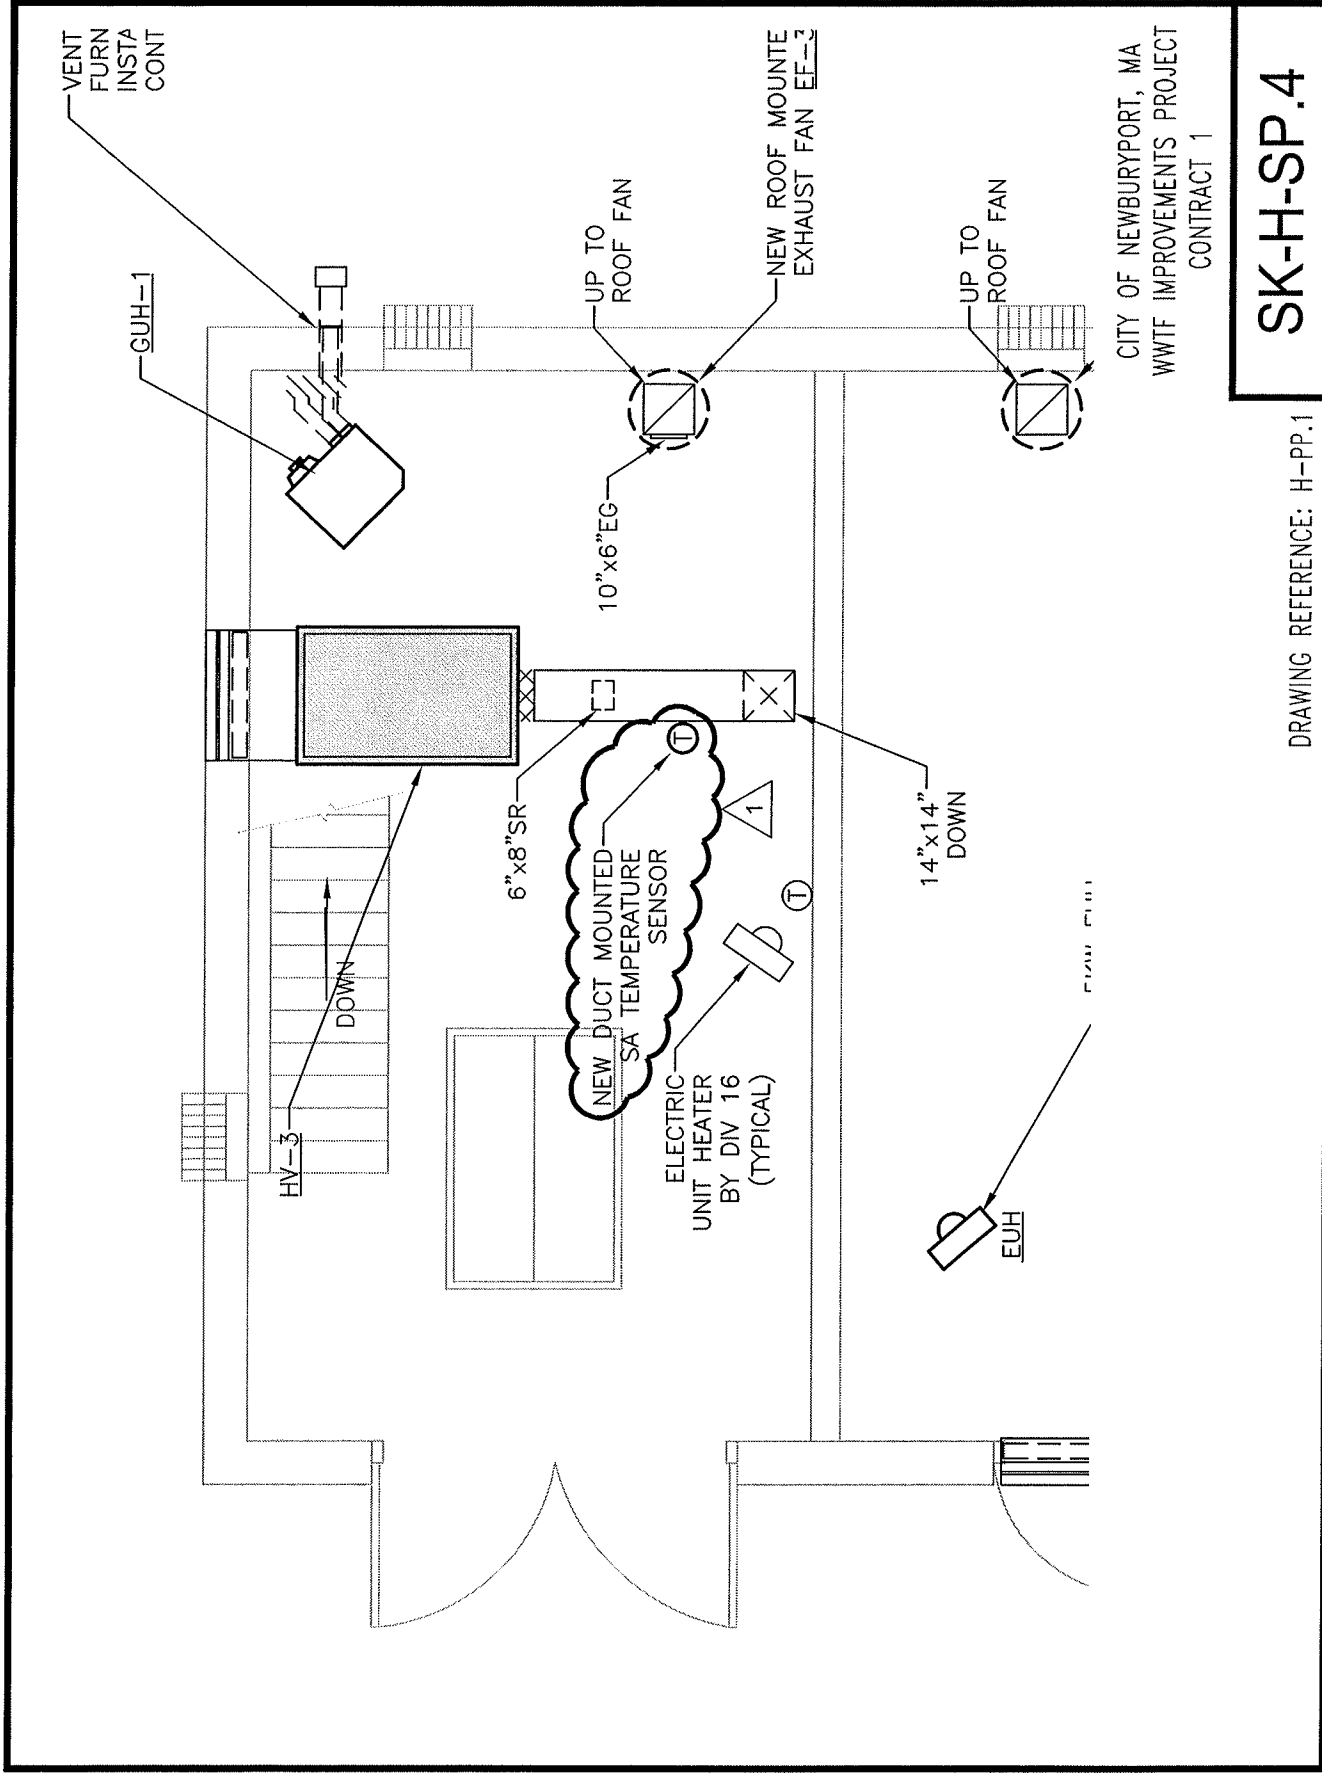 VENT
FURN
INSTA
CONT
GUH-1
UP TO
ROOF FAN
NEW ROOF MOUNTE
EXHAUST FAN EF-3
10"x6"EG
UP TO
ROOF FAN
HV-3
DOWN
6"x8"SR
NEW DUCT MOUNTED
SA TEMPERATURE
SENSOR
T
1
T
14"x14"
DOWN
ELECTRIC
UNIT HEATER
BY DIV 16
(TYPICAL)
EUH
CITY OF NEWBURYPORT, MA
WWTF IMPROVEMENTS PROJECT
CONTRACT 1
DRAWING REFERENCE: H-PP.1
SK-H-SP.4